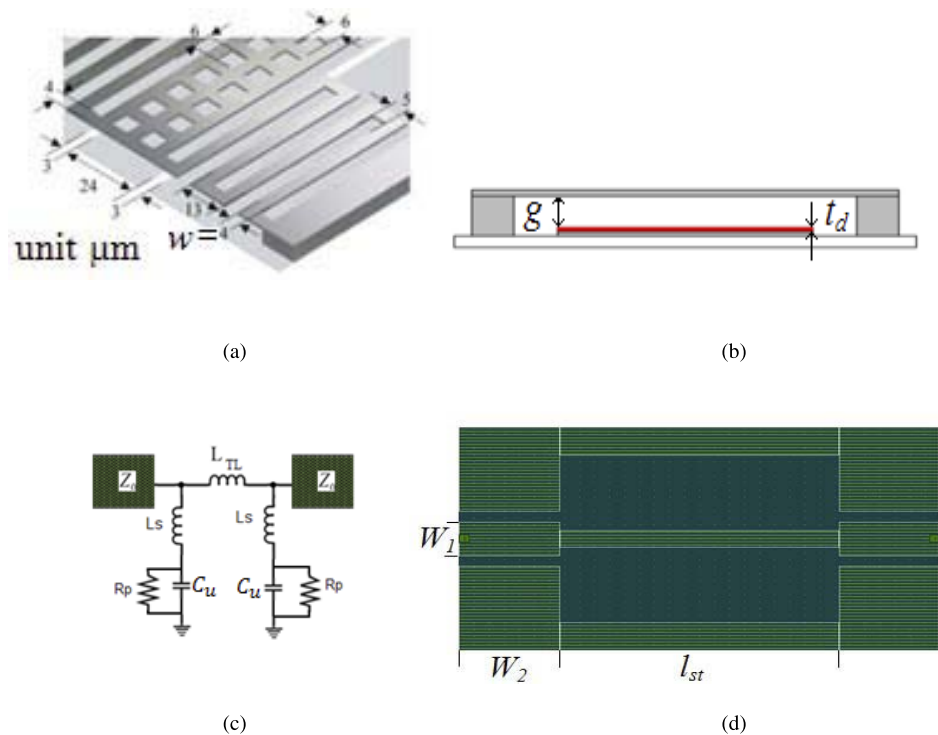 6
6
4
5
3
24
3
13
w=
4
unit μm
g
t_d
(a)
(b)
L_TL
Z_0
Z_0
Ls
Ls
Rp
C_u
C_u
Rp
W_1
W_2
l_st
(c)
(d)